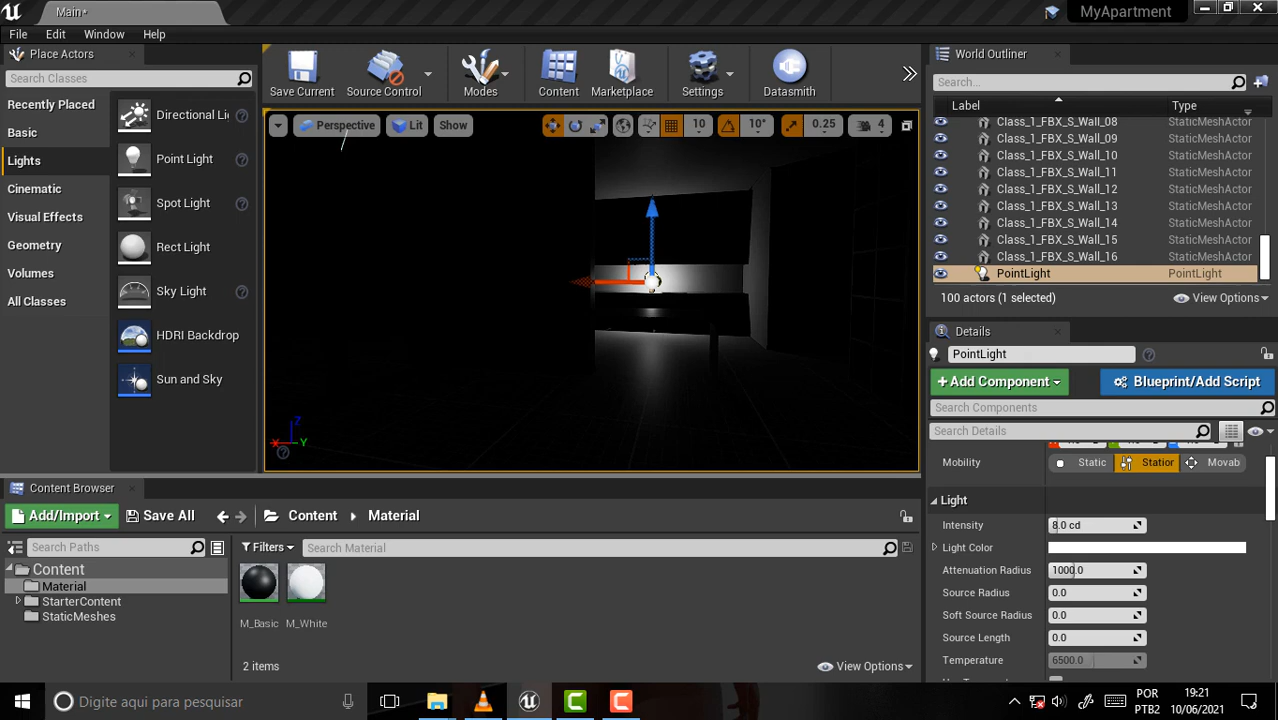 Main*
MyApartment
File Edit Window Help
Place Actors
Search Classes
Recently Placed
Basic
Lights
Cinematic
Visual Effects
Geometry
Volumes
All Classes
Directional Li
Point Light
Spot Light
Rect Light
Sky Light
HDRI Backdrop
Sun and Sky
Save Current
Source Control
Modes
Content
Marketplace
Settings
Datasmith
Perspective
Lit
Show
10
10°
0.25
4
Z
X
Y
World Outliner
Search...
Label Type
Class_1_FBX_S_Wall_08 StaticMeshActor
Class_1_FBX_S_Wall_09 StaticMeshActor
Class_1_FBX_S_Wall_10 StaticMeshActor
Class_1_FBX_S_Wall_11 StaticMeshActor
Class_1_FBX_S_Wall_12 StaticMeshActor
Class_1_FBX_S_Wall_13 StaticMeshActor
Class_1_FBX_S_Wall_14 StaticMeshActor
Class_1_FBX_S_Wall_15 StaticMeshActor
Class_1_FBX_S_Wall_16 StaticMeshActor
PointLight PointLight
100 actors (1 selected)
View Options
Details
PointLight
+Add Component
Blueprint/Add Script
Search Components
Search Details
Mobility Static Station Movab
Light
Intensity 8.0 cd
Light Color
Attenuation Radius 1000.0
Source Radius 0.0
Soft Source Radius 0.0
Source Length 0.0
Temperature 6500.0
Content Browser
Add/Import
Save All
Content
Material
Search Paths
Filters
Search Material
Content
Material
StarterContent
StaticMeshes
M_Basic
M_White
2 items
View Options
Digite aqui para pesquisar
POR
PTB2
19:21
10/06/2021